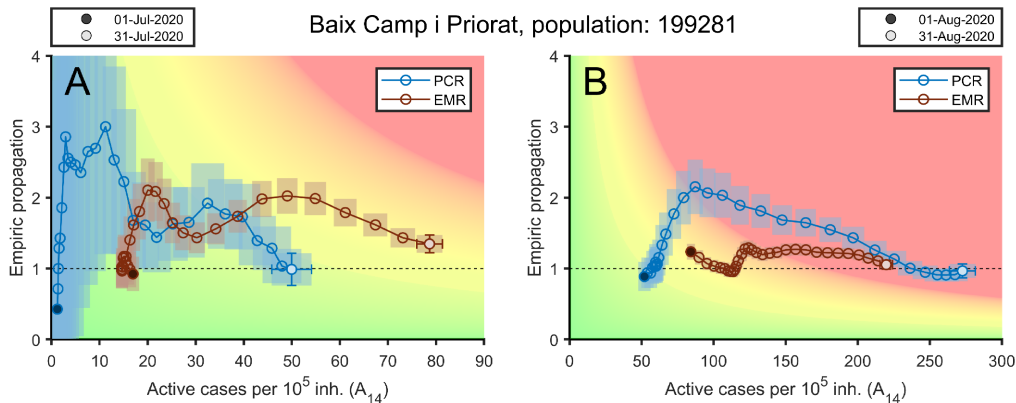 01-Jul-2020
31-Jul-2020
Baix Camp i Priorat, population: 199281
01-Aug-2020
31-Aug-2020
A
PCR
EMR
4
3
2
1
0
Empiric propagation
0 10 20 30 40 50 60 70 80 90
Active cases per 10⁵ inh. (A₁₄)
B
PCR
EMR
4
3
2
1
0
Empiric propagation
0 50 100 150 200 250 300
Active cases per 10⁵ inh. (A₁₄)